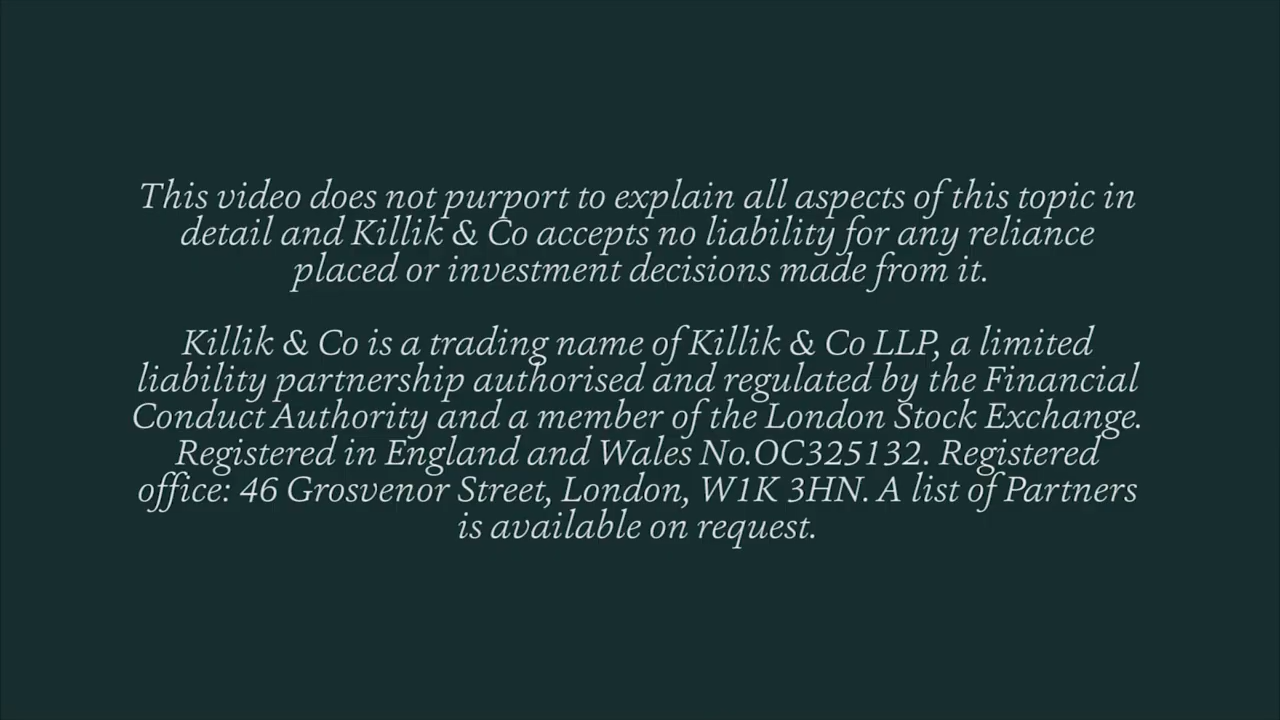 This video does not purport to explain all aspects of this topic in
detail and Killik & Co accepts no liability for any reliance
placed or investment decisions made from it.
Killik & Co is a trading name of Killik & Co LLP, a limited
liability partnership authorised and regulated by the Financial
Conduct Authority and a member of the London Stock Exchange.
Registered in England and Wales No.OC325132. Registered
office: 46 Grosvenor Street, London, W1K 3HN. A list of Partners
is available on request.